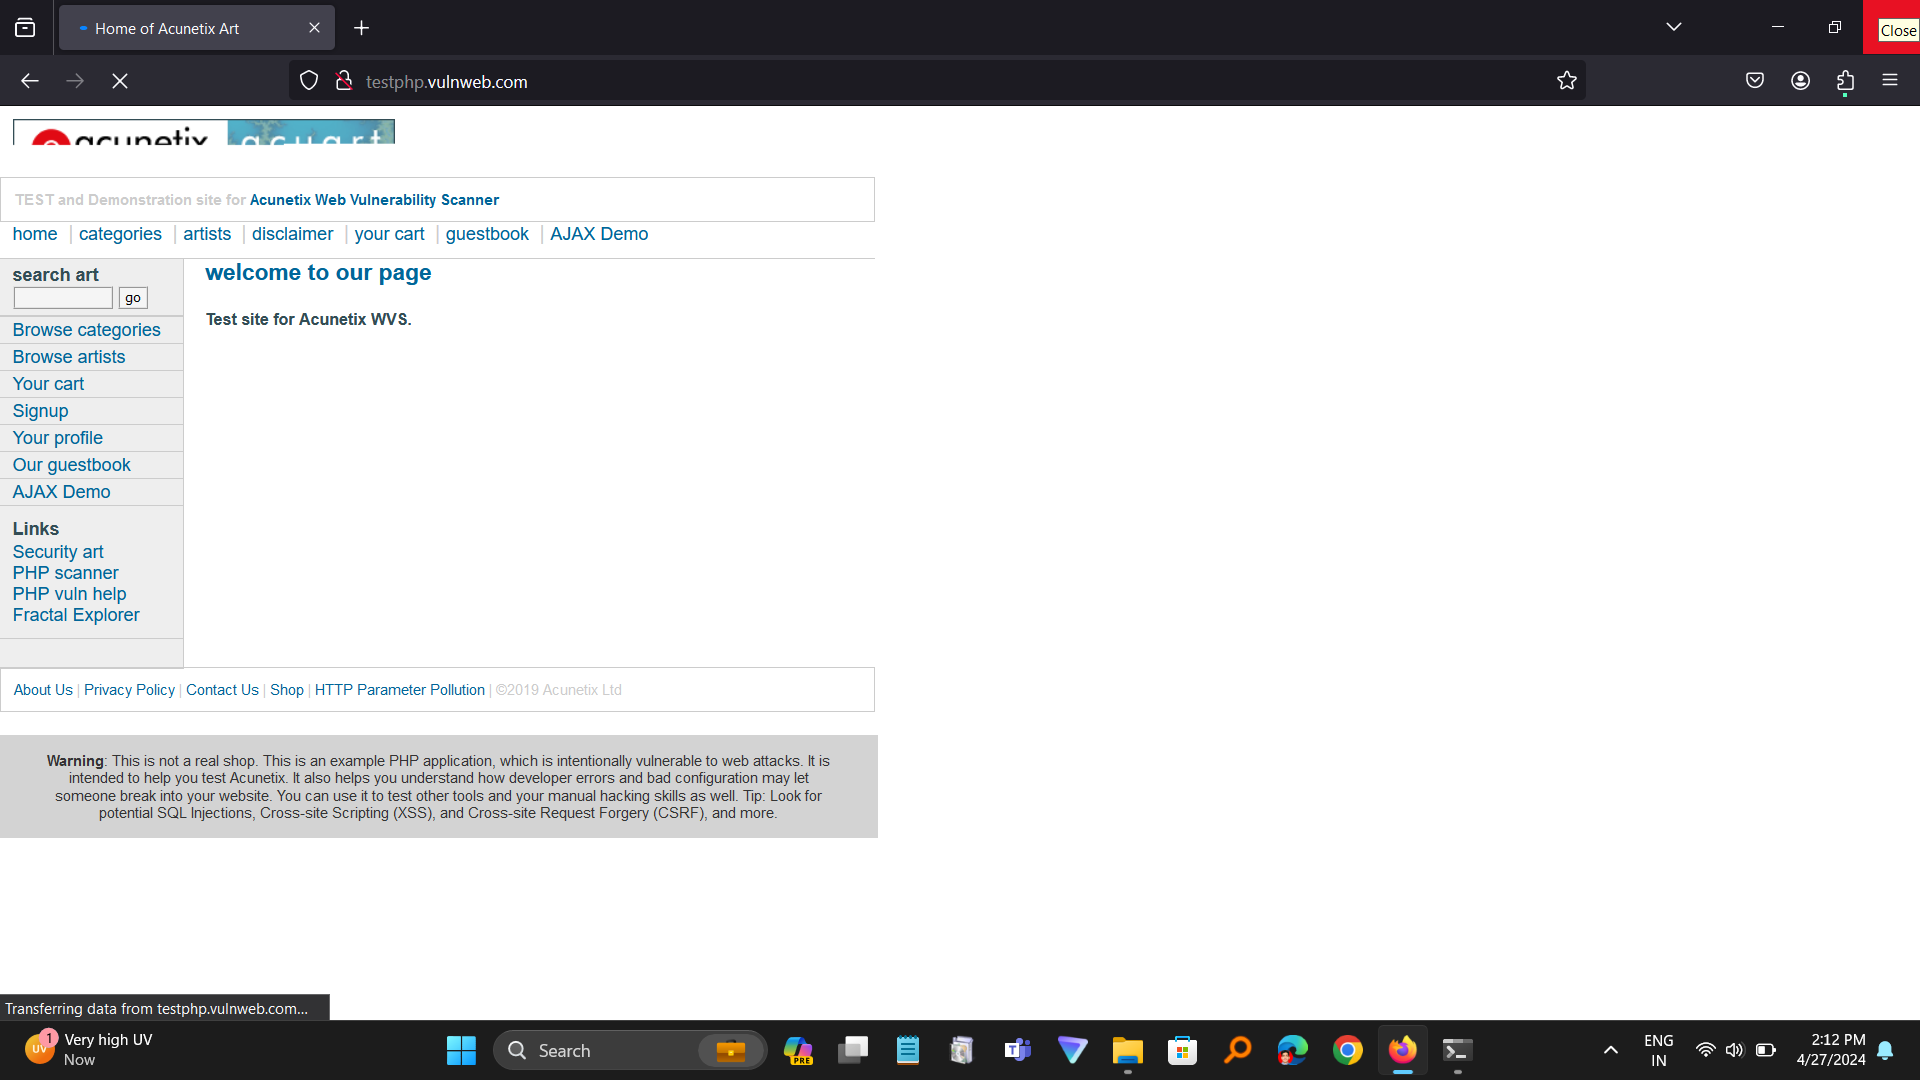 Home of Acunetix Art
Close
testphp.vulnweb.com
acunetix acuart
TEST and Demonstration site for Acunetix Web Vulnerability Scanner
home | categories | artists | disclaimer | your cart | guestbook | AJAX Demo
search art
go
Browse categories
Browse artists
Your cart
Signup
Your profile
Our guestbook
AJAX Demo
Links
Security art
PHP scanner
PHP vuln help
Fractal Explorer
welcome to our page
Test site for Acunetix WVS.
About Us | Privacy Policy | Contact Us | Shop | HTTP Parameter Pollution | ©2019 Acunetix Ltd
Warning: This is not a real shop. This is an example PHP application, which is intentionally vulnerable to web attacks. It is
intended to help you test Acunetix. It also helps you understand how developer errors and bad configuration may let
someone break into your website. You can use it to test other tools and your manual hacking skills as well. Tip: Look for
potential SQL Injections, Cross-site Scripting (XSS), and Cross-site Request Forgery (CSRF), and more.
Transferring data from testphp.vulnweb.com...
UV
1
Very high UV
Now
Search
PRE
T
ENG
IN
2:12 PM
4/27/2024